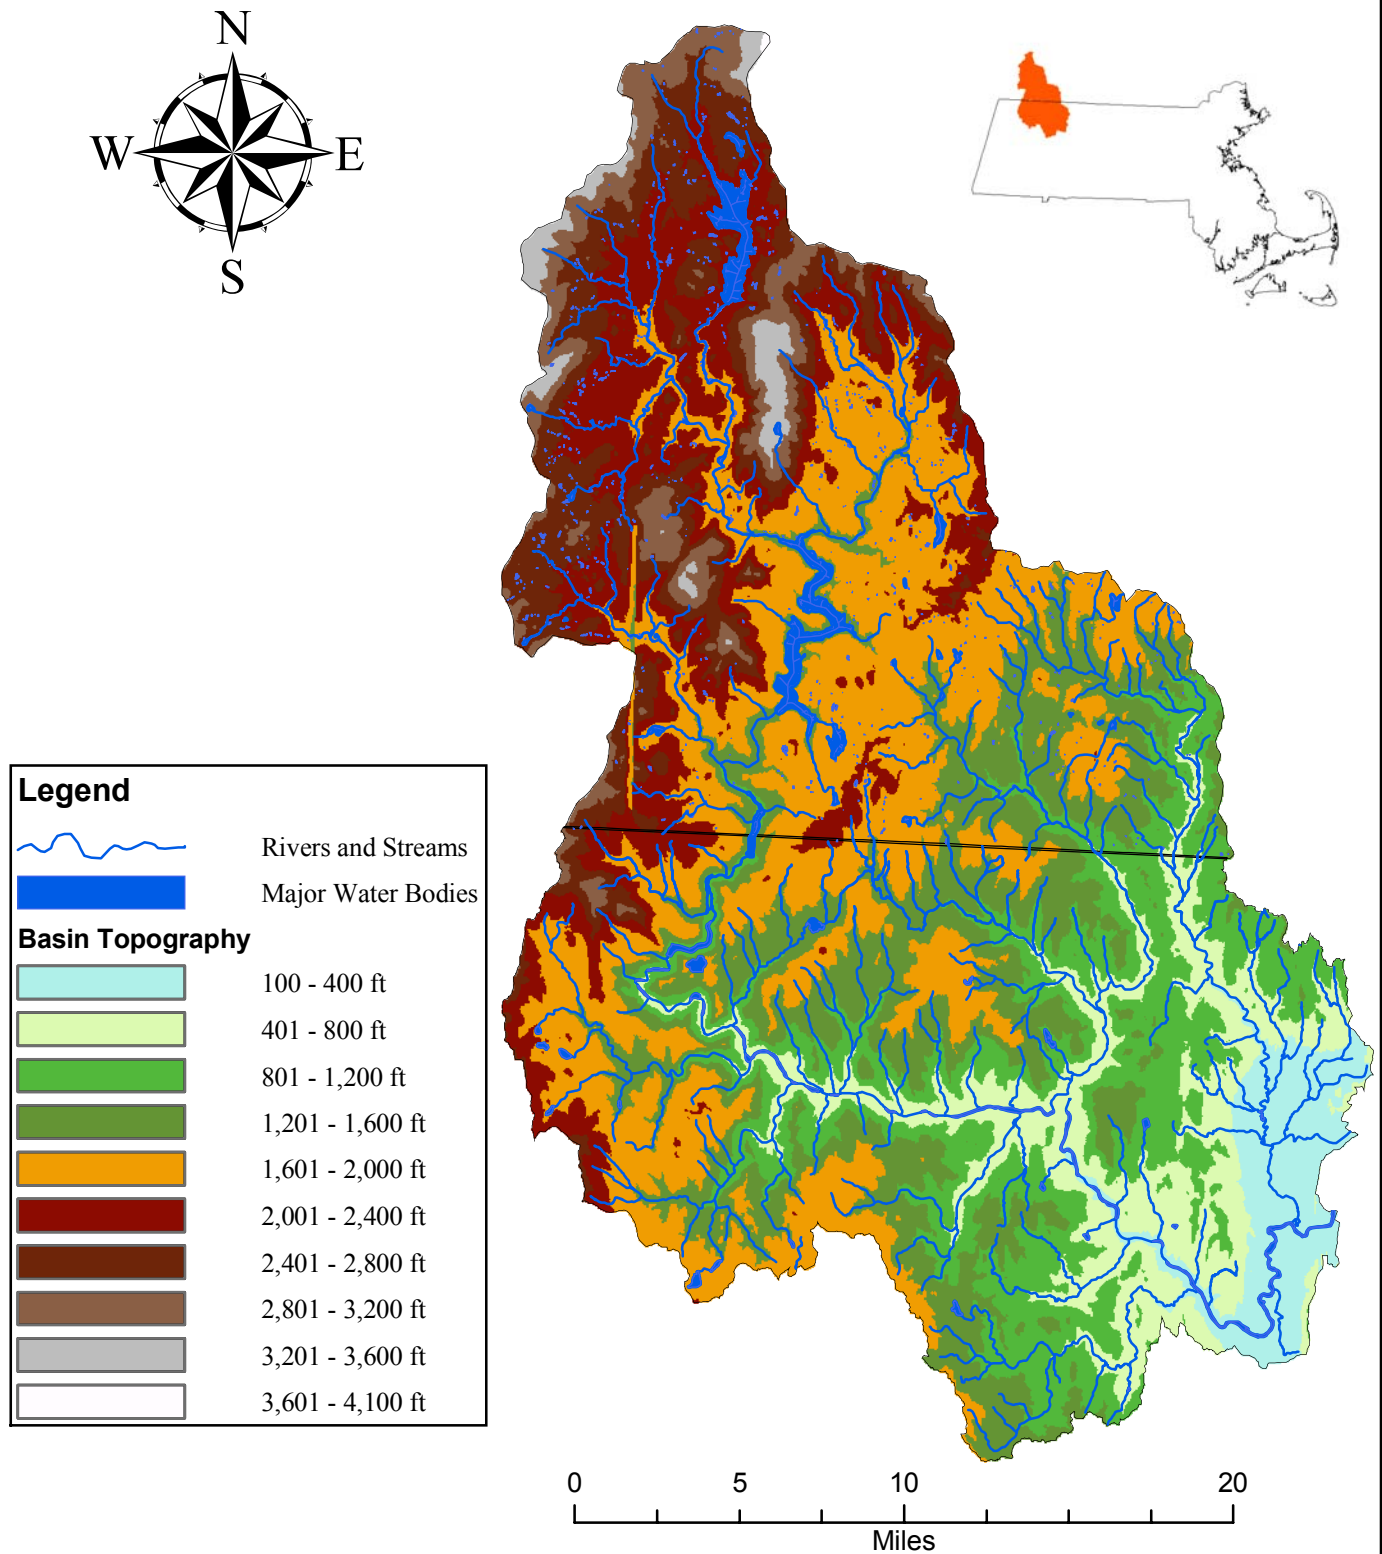 N
W E
S
Legend
Rivers and Streams
Major Water Bodies
Basin Topography
100 - 400 ft
401 - 800 ft
801 - 1,200 ft
1,201 - 1,600 ft
1,601 - 2,000 ft
2,001 - 2,400 ft
2,401 - 2,800 ft
2,801 - 3,200 ft
3,201 - 3,600 ft
3,601 - 4,100 ft
0 5 10 20
Miles